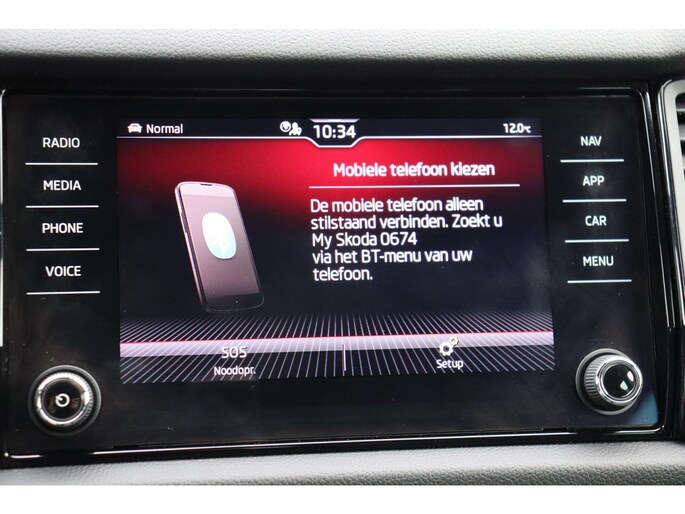 Normal
10:34
12.0°C
RADIO
MEDIA
PHONE
VOICE
NAV
APP
CAR
MENU
Mobiele telefoon kiezen
De mobiele telefoon alleen
stilstaand verbinden. Zoekt u
My Skoda 0674
via het BT-menu van uw
telefoon.
SOS
Noodopr.
Setup